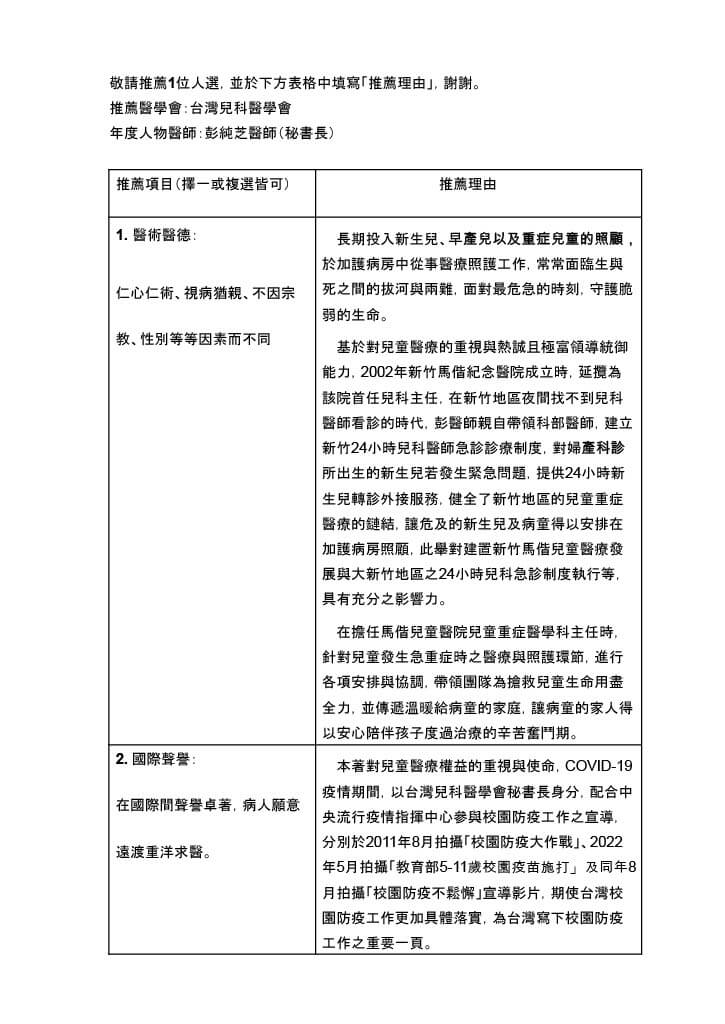 敬請推薦1位人選，並於下方表格中填寫「推薦理由」，謝謝。
推薦醫學會：台灣兒科醫學會
年度人物醫師：彭純芝醫師（秘書長）
推薦項目（擇一或複選皆可）
推薦理由
1. 醫術醫德：
仁心仁術、視病猶親、不因宗
教、性別等等因素而不同
長期投入新生兒、早產兒以及重症兒童的照顧，
於加護病房中從事醫療照護工作，常常面臨生與
死之間的拔河與兩難，面對最危急的時刻，守護脆
弱的生命。
基於對兒童醫療的重視與熱誠且極富領導統御
能力，2002年新竹馬偕紀念醫院成立時，延攬為
該院首任兒科主任，在新竹地區夜間找不到兒科
醫師看診的時代，彭醫師親自帶領科部醫師，建立
新竹24小時兒科醫師急診診療制度，對婦產科診
所出生的新生兒若發生緊急問題，提供24小時新
生兒轉診外接服務，健全了新竹地區的兒童重症
醫療的鏈結，讓危及的新生兒及病童得以安排在
加護病房照顧，此舉對建置新竹馬偕兒童醫療發
展與大新竹地區之24小時兒科急診制度執行等，
具有充分之影響力。
在擔任馬偕兒童醫院兒童重症醫學科主任時，
針對兒童發生急重症時之醫療與照護環節，進行
各項安排與協調，帶領團隊為搶救兒童生命用盡
全力，並傳遞溫暖給病童的家庭，讓病童的家人得
以安心陪伴孩子度過治療的辛苦奮鬥期。
2. 國際聲譽：
在國際間聲譽卓著，病人願意
遠渡重洋求醫。
本著對兒童醫療權益的重視與使命，COVID-19
疫情期間，以台灣兒科醫學會秘書長身分，配合中
央流行疫情指揮中心參與校園防疫工作之宣導，
分別於2011年8月拍攝「校園防疫大作戰」、2022
年5月拍攝「教育部5-11歲校園疫苗施打」及同年8
月拍攝「校園防疫不鬆懈」宣導影片，期使台灣校
園防疫工作更加具體落實，為台灣寫下校園防疫
工作之重要一頁。